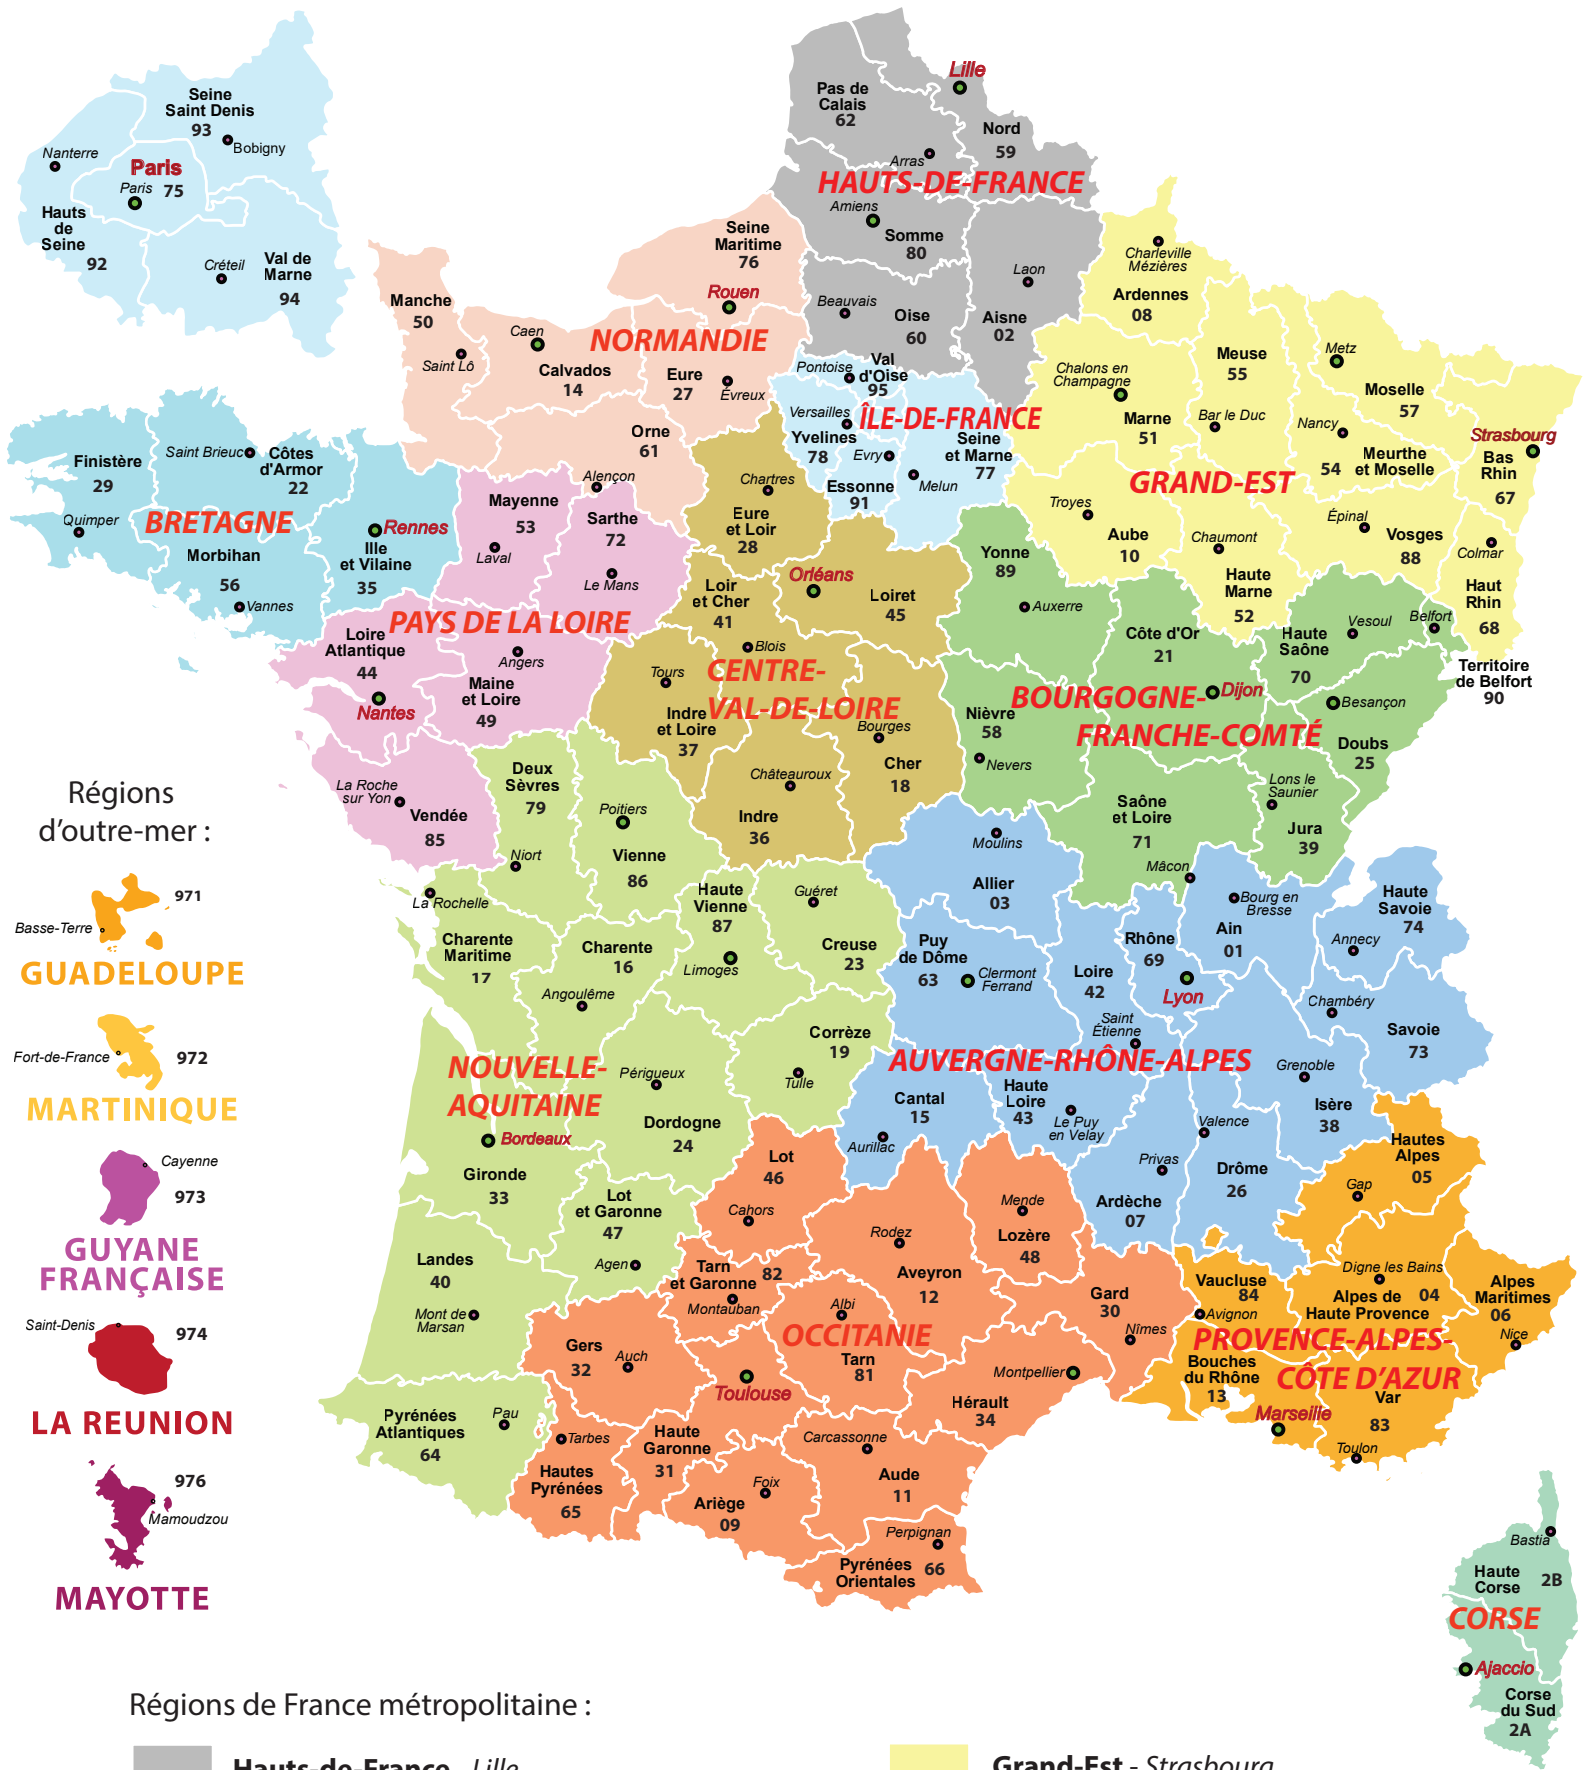 Seine
Saint Denis
93
Bobigny
Nanterre
Paris
Paris 75
Hauts
de
Seine
92
Créteil
Val de
Marne
94
Lille
Pas de
Calais
62
Nord
59
Arras
HAUTS-DE-FRANCE
Amiens
Somme
80
Laon
Beauvais
Oise
60
Aisne
02
Seine
Maritime
76
Rouen
Manche
50
Caen
Saint Lô
NORMANDIE
Calvados
14
Eure
27
Évreux
Orne
61
Alençon
Charleville
Mézières
Ardennes
08
Chalons en
Champagne
Marne
51
Meuse
55
Bar le Duc
Metz
Moselle
57
Nancy
54
Meurthe
et Moselle
Strasbourg
Bas
Rhin
67
GRAND-EST
Troyes
Aube
10
Chaumont
Haute
Marne
52
Épinal
Vosges
88
Colmar
Haut
Rhin
68
Pontoise
Val
d'Oise
95
Versailles
ÎLE-DE-FRANCE
Yvelines
78
Evry
Seine
et Marne
77
Essonne
91
Melun
Finistère
29
Saint Brieuc
Côtes
d'Armor
22
Quimper
BRETAGNE
Rennes
Morbihan
56
Vannes
Ille
et Vilaine
35
Mayenne
53
Laval
Sarthe
72
Le Mans
PAYS DE LA LOIRE
Loire
Atlantique
44
Nantes
Angers
Maine
et Loire
49
La Roche
sur Yon
Vendée
85
Chartres
Eure
et Loir
28
Orléans
Loir
et Cher
41
Loiret
45
Blois
Tours
CENTRE-
VAL-DE-LOIRE
Indre
et Loire
37
Bourges
Cher
18
Châteauroux
Indre
36
Yonne
89
Auxerre
Côte d'Or
21
Dijon
Haute
Saône
70
Vesoul
Belfort
Territoire
de Belfort
90
BOURGOGNE-
FRANCHE-COMTÉ
Besançon
Doubs
25
Nièvre
58
Nevers
Saône
et Loire
71
Mâcon
Lons le
Saunier
Jura
39
Deux
Sèvres
79
Niort
Poitiers
Vienne
86
La Rochelle
Charente
Maritime
17
Charente
16
Angoulême
Haute
Vienne
87
Limoges
Guéret
Creuse
23
Corrèze
19
Tulle
NOUVELLE-
AQUITAINE
Périgueux
Dordogne
24
Bordeaux
Gironde
33
Lot
et Garonne
47
Agen
Landes
40
Mont de
Marsan
Pyrénées
Atlantiques
64
Pau
Moulins
Allier
03
Puy
de Dôme
63
Clermont
Ferrand
Loire
42
Rhône
69
Lyon
Bourg en
Bresse
Ain
01
Haute
Savoie
74
Annecy
Chambéry
Savoie
73
Saint
Étienne
AUVERGNE-RHÔNE-ALPES
Cantal
15
Aurillac
Haute
Loire
43
Le Puy
en Velay
Grenoble
Isère
38
Valence
Privas
Ardèche
07
Drôme
26
Lot
46
Cahors
Rodez
Aveyron
12
Mende
Lozère
48
Tarn
et Garonne
82
Montauban
Albi
OCCITANIE
Tarn
81
Gard
30
Nîmes
Gers
32
Auch
Toulouse
Montpellier
Hérault
34
Tarbes
Hautes
Pyrénées
65
Haute
Garonne
31
Carcassonne
Aude
11
Foix
Ariège
09
Perpignan
Pyrénées
Orientales
66
Hautes
Alpes
05
Gap
Vaucluse
84
Avignon
Digne les Bains
04
Alpes de
Haute Provence
Alpes
Maritimes
06
Nice
PROVENCE-ALPES-
CÔTE D'AZUR
Bouches
du Rhône
13
Marseille
Var
83
Toulon
Bastia
Haute
Corse
2B
CORSE
Ajaccio
Corse
du Sud
2A
Régions
d’outre-mer :
971
Basse-Terre
GUADELOUPE
Fort-de-France
972
MARTINIQUE
Cayenne
973
GUYANE
FRANÇAISE
Saint-Denis
974
LA REUNION
976
Mamoudzou
MAYOTTE
Régions de France métropolitaine :
Hauts-de-France - Lille
Grand-Est - Strasbourg